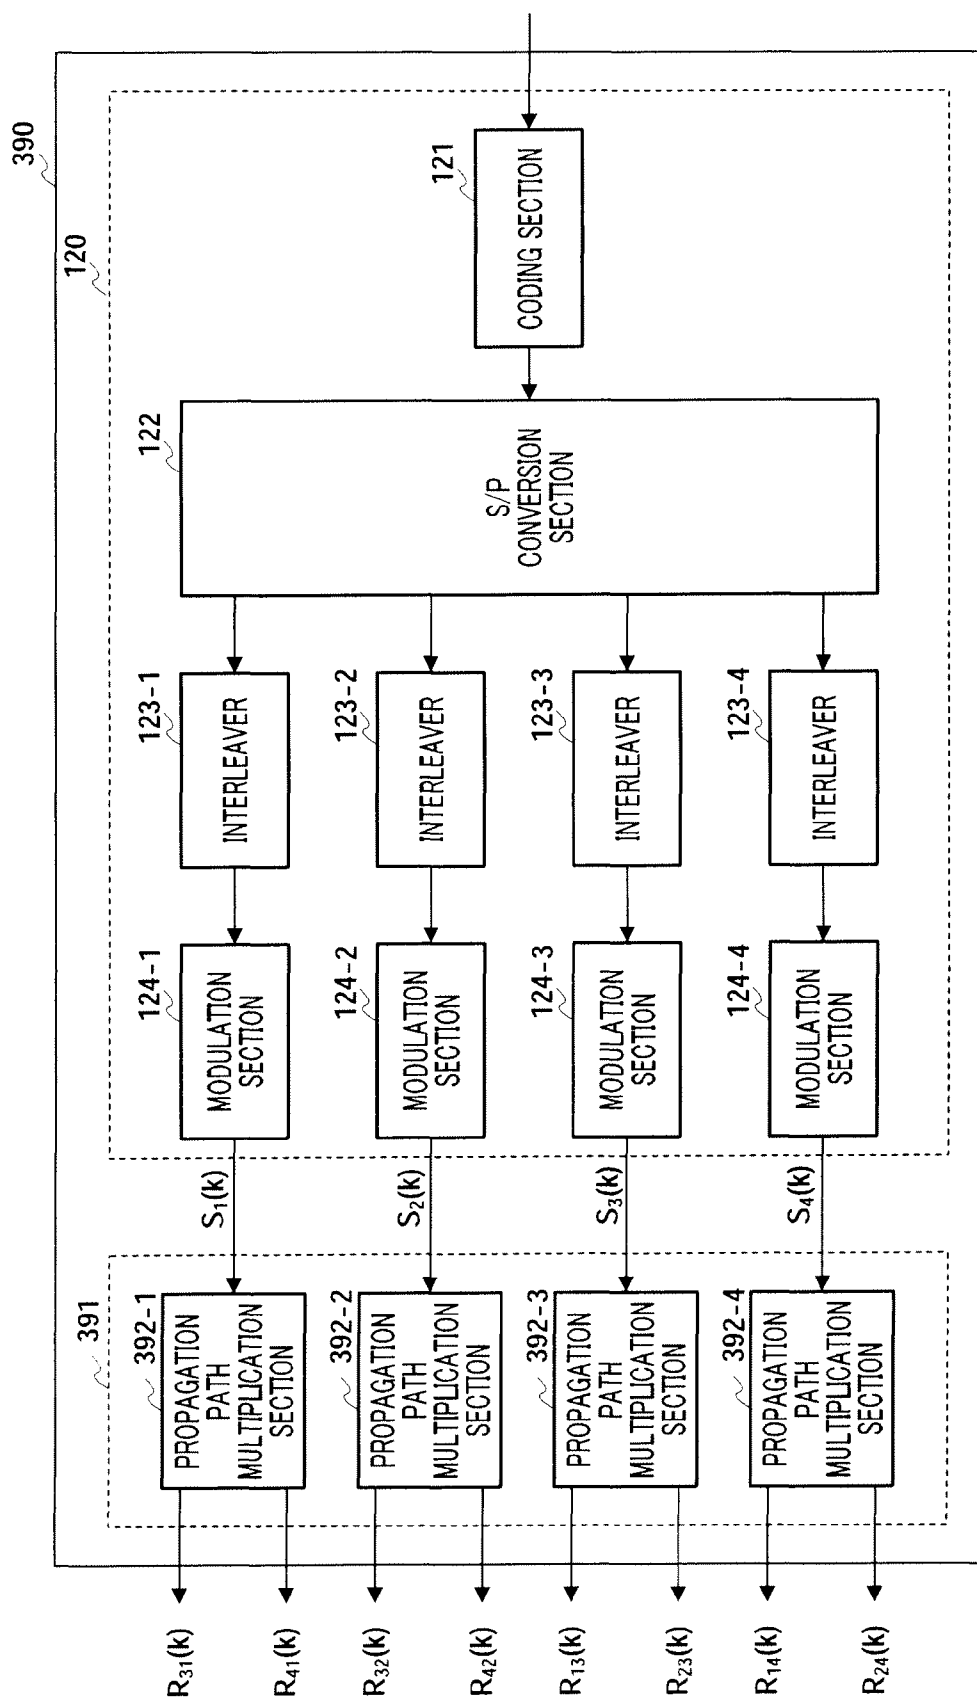 390
120
121
CODING SECTION
122
S/P
CONVERSION
SECTION
123-1
INTERLEAVER
123-2
INTERLEAVER
123-3
INTERLEAVER
123-4
INTERLEAVER
124-1
MODULATION
SECTION
124-2
MODULATION
SECTION
124-3
MODULATION
SECTION
124-4
MODULATION
SECTION
S₁(k)
S₂(k)
S₃(k)
S₄(k)
391
392-1
PROPAGATION
PATH
MULTIPLICATION
SECTION
392-2
PROPAGATION
PATH
MULTIPLICATION
SECTION
392-3
PROPAGATION
PATH
MULTIPLICATION
SECTION
392-4
PROPAGATION
PATH
MULTIPLICATION
SECTION
R₃₁(k)
R₄₁(k)
R₃₂(k)
R₄₂(k)
R₁₃(k)
R₂₃(k)
R₁₄(k)
R₂₄(k)